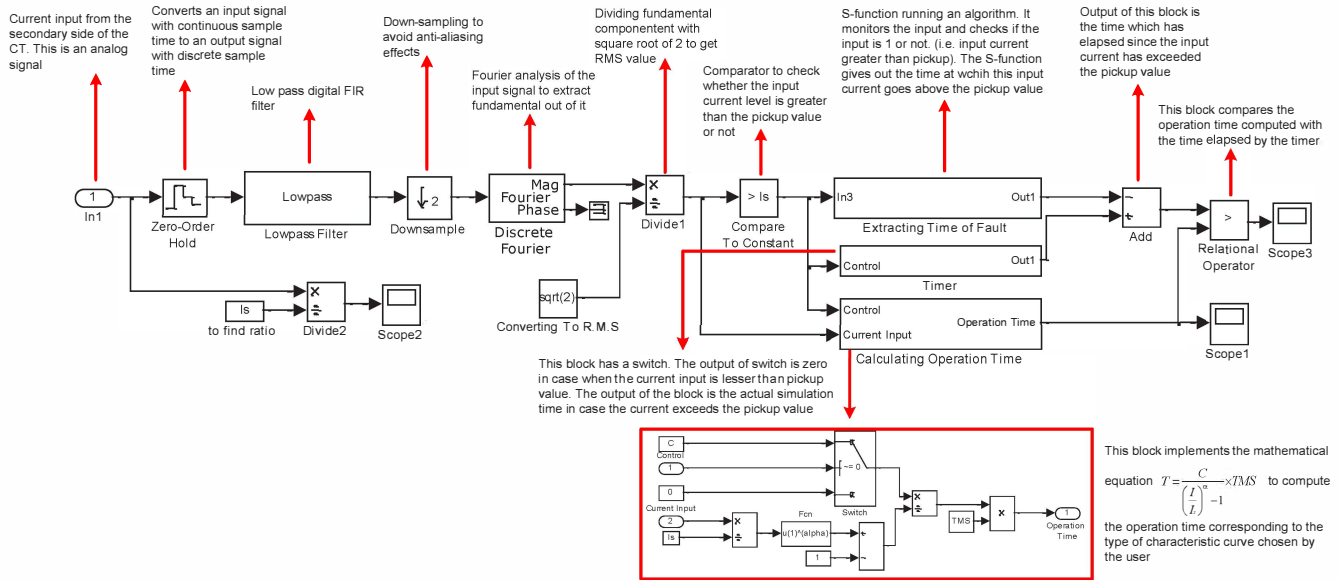 Current input from the
secondary side of the
CT. This is an analog
signal
Converts an input signal
with continuous sample
time to an output signal
with discrete sample
time
Low pass digital FIR
filter
Down-sampling to
avoid anti-aliasing
effects
Fourier analysis of the
input signal to extract
fundamental out of it
Dividing fundamental
componentent with
square root of 2 to get
RMS value
Comparator to check
whether the input
current level is greater
than the pickup value
or not
S-function running an algorithm. It
monitors the input and checks if the
input is 1 or not. (i.e. input current
greater than pickup). The S-function
gives out the time at wchih this input
current goes above the pickup value
Output of this block is
the time which has
elapsed since the input
current has exceeded
the pickup value
This block compares the
operation time computed with
the time elapsed by the timer
1
In1
Zero-Order
Hold
Lowpass
Lowpass Filter
2
Downsample
Mag
Fourier
Phase
Discrete
Fourier
×
÷
Divide1
> Is
Compare
To Constant
In3
Out1
Extracting Time of Fault
−
+
Add
>
Relational
Operator
Scope3
Control
Out1
Timer
Is
to find ratio
×
÷
Divide2
Scope2
sqrt(2)
Converting To R.M.S
Control
Current Input
Operation Time
Calculating Operation Time
Scope1
This block has a switch. The output of switch is zero
in case when the current input is lesser than pickup
value. The output of the block is the actual simulation
time in case the current exceeds the pickup value
C
Control
1
0
~= 0
Switch
Current Input
2
Is
×
÷
Fcn
u(1)^(alpha)
1
+
−
×
÷
TMS
×
1
Operation
Time
This block implements the mathematical
equation T = C / ((I/Is)^α − 1) × TMS to compute
the operation time corresponding to the
type of characteristic curve chosen by
the user